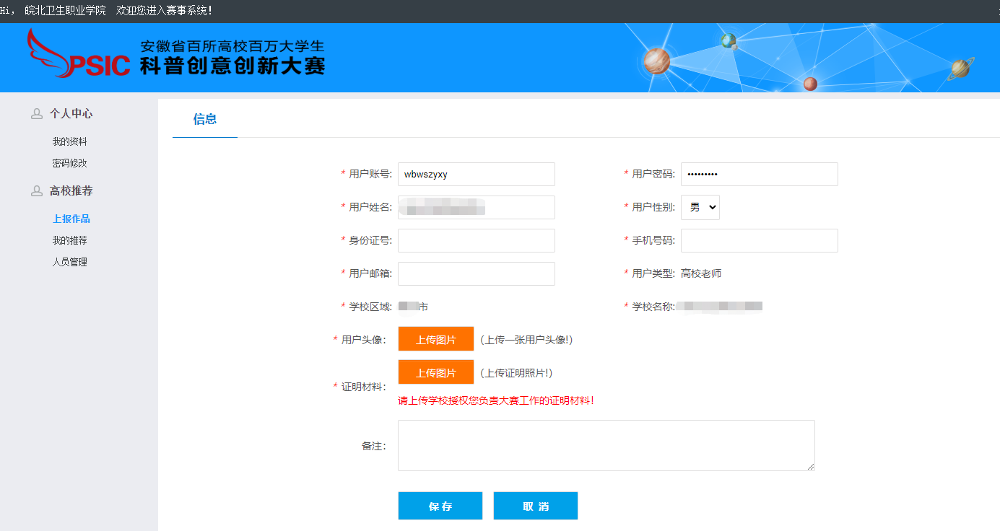 Hi， 皖北卫生职业学院 欢迎您进入赛事系统！
PSIC
安徽省百所高校百万大学生
科普创意创新大赛
个人中心
我的资料
密码修改
高校推荐
上报作品
我的推荐
人员管理
信息
* 用户账号: wbwszyxy * 用户密码: •••••••••
* 用户姓名: * 用户性别: 男
* 身份证号: * 手机号码:
* 用户邮箱: * 用户类型: 高校老师
* 学校区域: 市 * 学校名称:
* 用户头像: 上传图片 (上传一张用户头像!)
* 证明材料: 上传图片 (上传证明照片!)
请上传学校授权您负责大赛工作的证明材料！
备注:
保存 取消